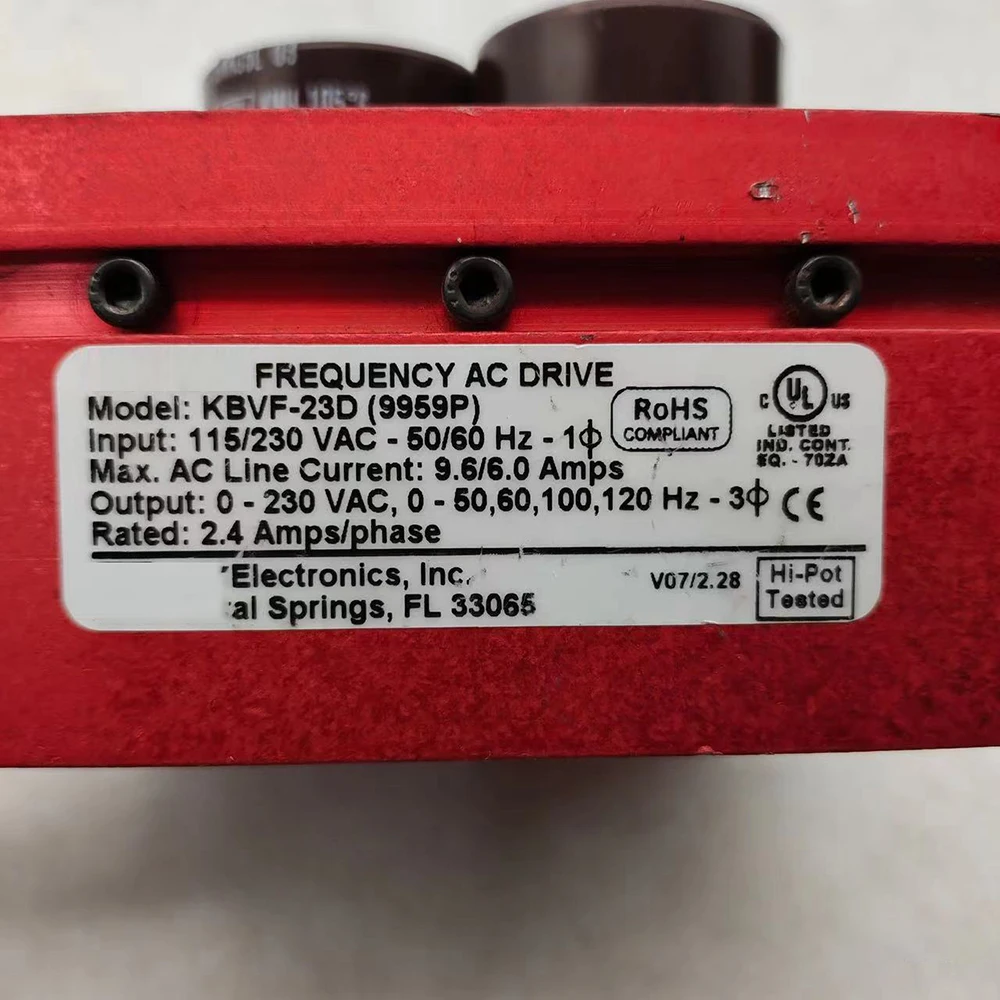 FREQUENCY AC DRIVE
Model: KBVF-23D (9959P)
Input: 115/230 VAC - 50/60 Hz - 1ϕ
Max. AC Line Current: 9.6/6.0 Amps
Output: 0 - 230 VAC, 0 - 50,60,100,120 Hz - 3ϕ
Rated: 2.4 Amps/phase
RoHS
COMPLIANT
C UL US
LISTED
IND. CONT.
EQ. - 702A
CE
Electronics, Inc.
al Springs, FL 33065
V07/2.28
Hi-Pot
Tested